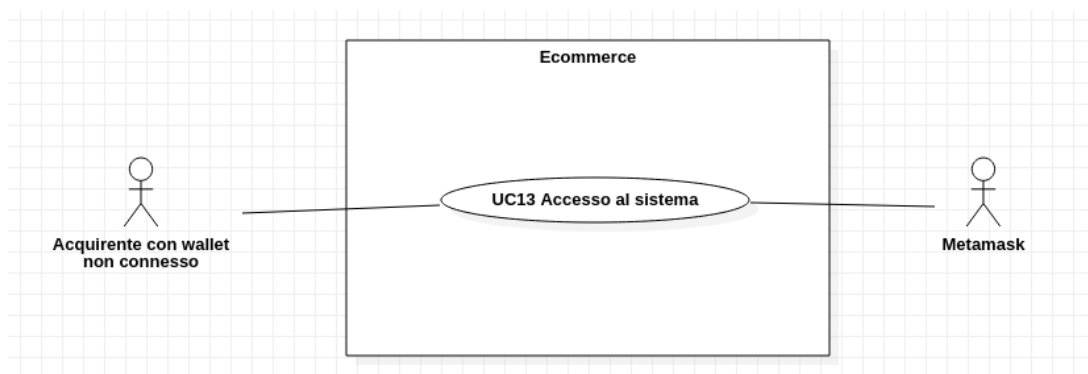 Ecommerce
UC13 Accesso al sistema
Acquirente con wallet
non connesso
Metamask